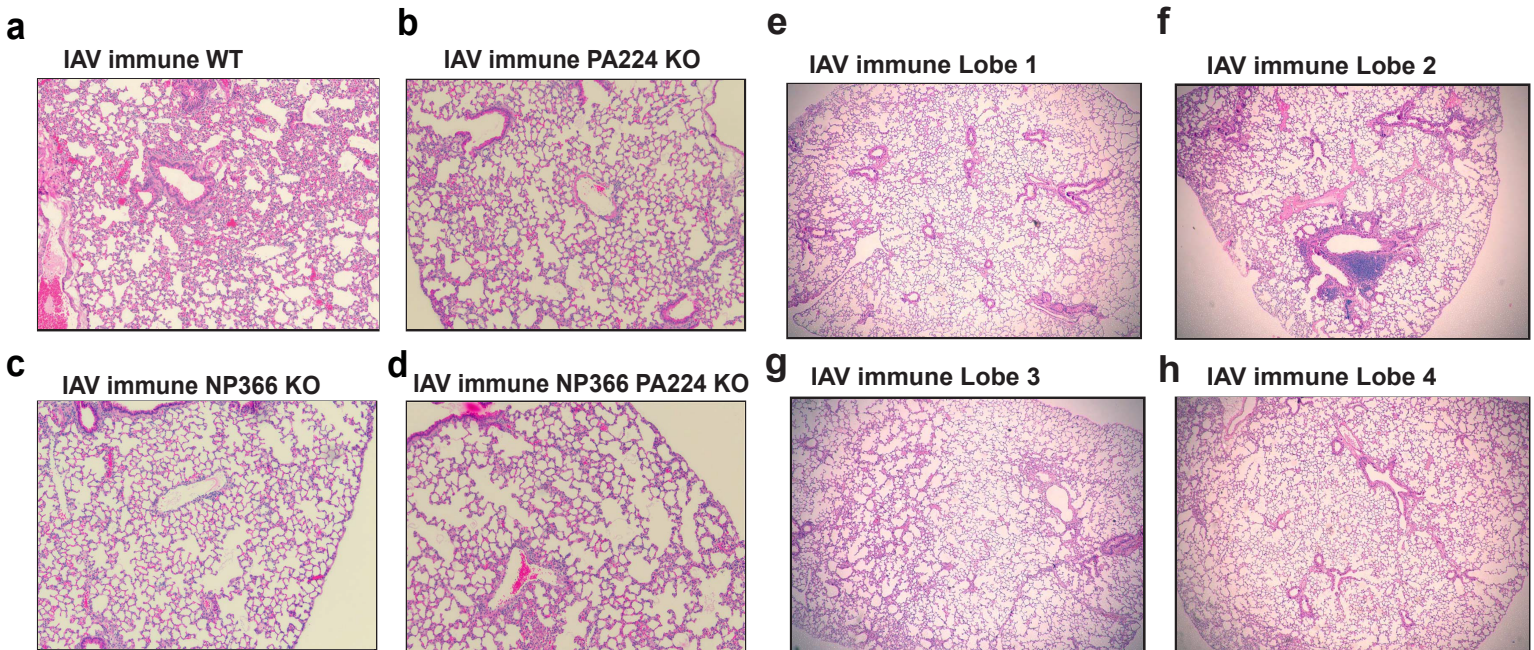 a
IAV immune WT
b
IAV immune PA224 KO
e
IAV immune Lobe 1
f
IAV immune Lobe 2
c
IAV immune NP366 KO
d
IAV immune NP366 PA224 KO
g
IAV immune Lobe 3
h
IAV immune Lobe 4